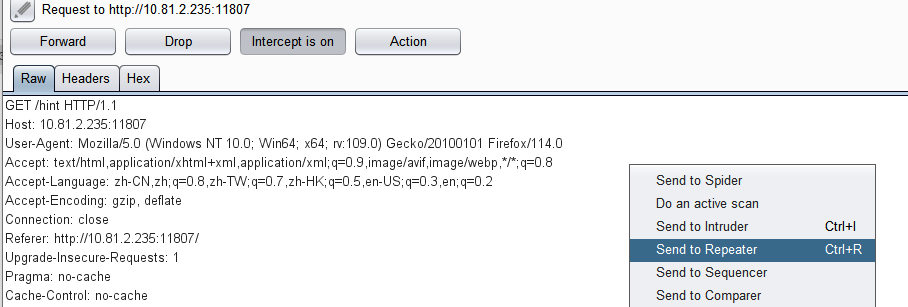 Request to http://10.81.2.235:11807
Forward Drop Intercept is on Action
Raw Headers Hex
GET /hint HTTP/1.1
Host: 10.81.2.235:11807
User-Agent: Mozilla/5.0 (Windows NT 10.0; Win64; x64; rv:109.0) Gecko/20100101 Firefox/114.0
Accept: text/html,application/xhtml+xml,application/xml;q=0.9,image/avif,image/webp,*/*;q=0.8
Accept-Language: zh-CN,zh;q=0.8,zh-TW;q=0.7,zh-HK;q=0.5,en-US;q=0.3,en;q=0.2
Accept-Encoding: gzip, deflate
Connection: close
Referer: http://10.81.2.235:11807/
Upgrade-Insecure-Requests: 1
Pragma: no-cache
Cache-Control: no-cache
Send to Spider
Do an active scan
Send to Intruder Ctrl+I
Send to Repeater Ctrl+R
Send to Sequencer
Send to Comparer